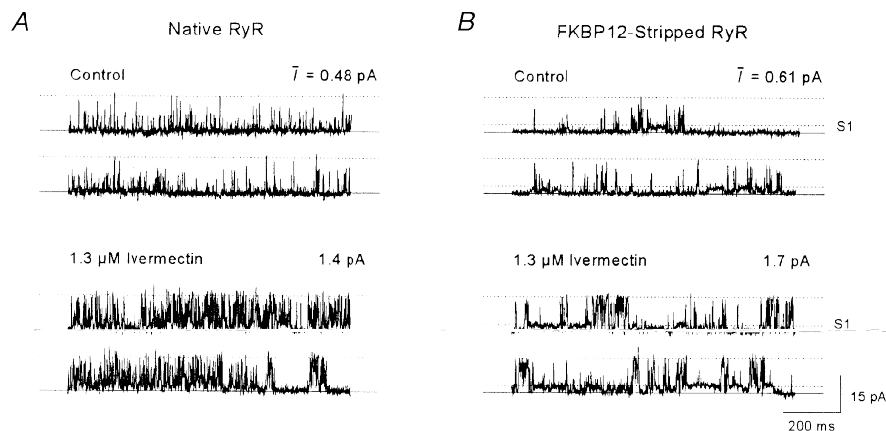 A
Native RyR
Control
Ī = 0.48 pA
1.3 µM Ivermectin
1.4 pA
B
FKBP12-Stripped RyR
Control
Ī = 0.61 pA
S1
1.3 µM Ivermectin
1.7 pA
S1
15 pA
200 ms